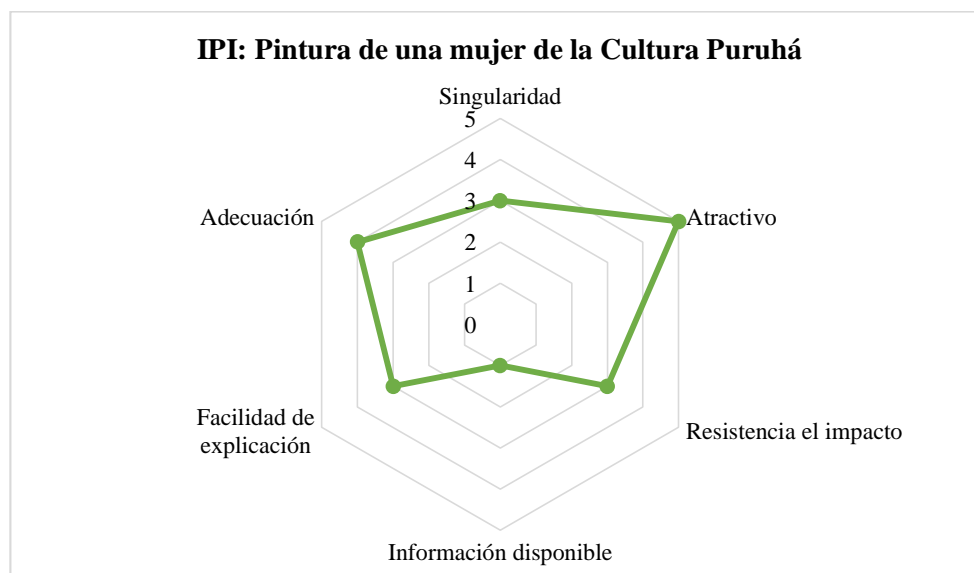 IPI: Pintura de una mujer de la Cultura Puruhá
Singularidad
5
4
3
2
1
0
Adecuación
Atractivo
Facilidad de
explicación
Resistencia el impacto
Información disponible